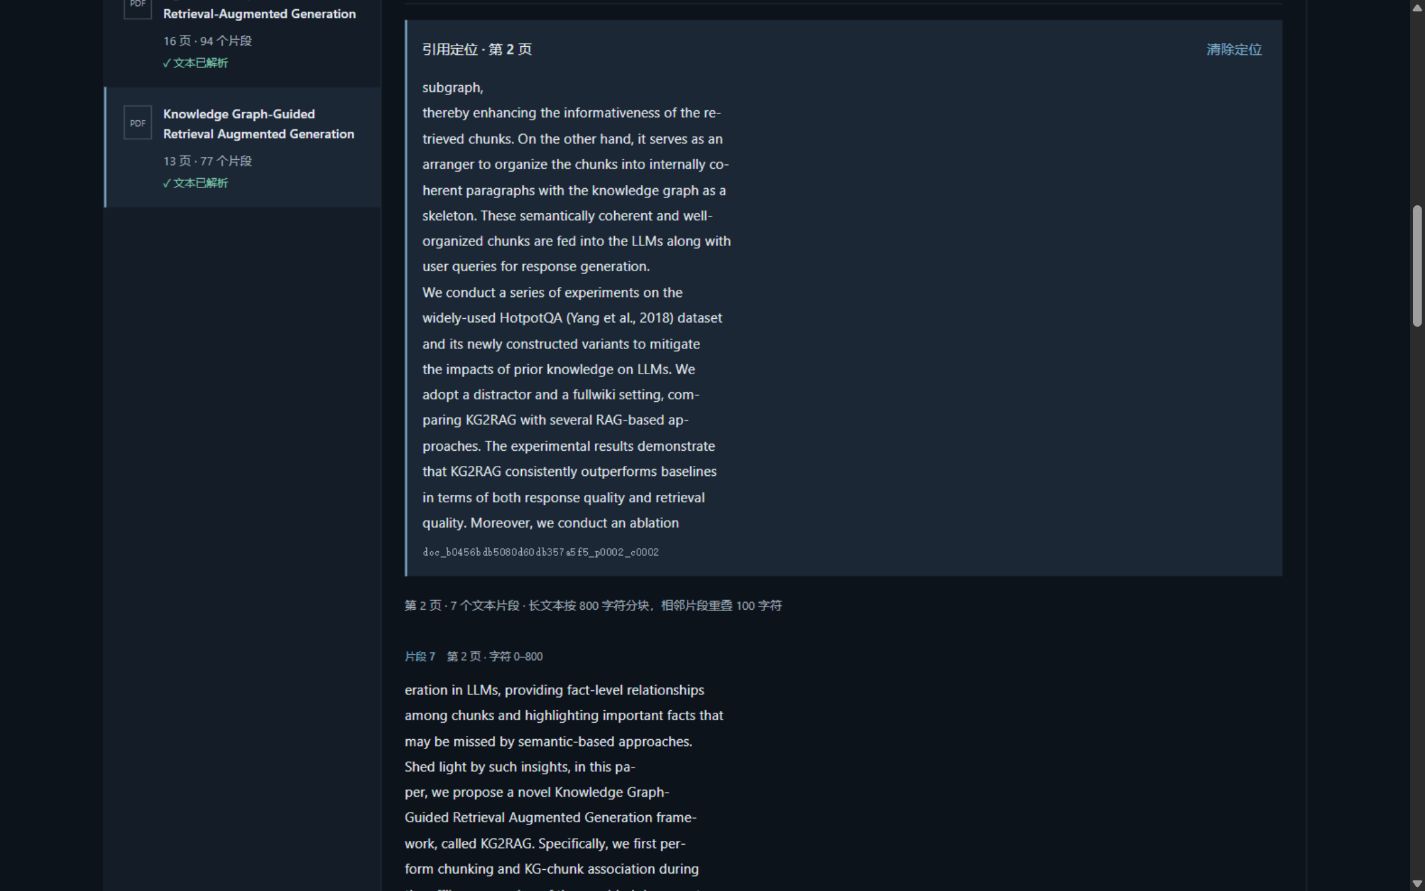 PDF
Retrieval-Augmented Generation
16 页 · 94 个片段
✓ 文本已解析
PDF
Knowledge Graph-Guided
Retrieval Augmented Generation
13 页 · 77 个片段
✓ 文本已解析
引用定位 · 第 2 页
清除定位
subgraph,
thereby enhancing the informativeness of the re-
trieved chunks. On the other hand, it serves as an
arranger to organize the chunks into internally co-
herent paragraphs with the knowledge graph as a
skeleton. These semantically coherent and well-
organized chunks are fed into the LLMs along with
user queries for response generation.
We conduct a series of experiments on the
widely-used HotpotQA (Yang et al., 2018) dataset
and its newly constructed variants to mitigate
the impacts of prior knowledge on LLMs. We
adopt a distractor and a fullwiki setting, com-
paring KG2RAG with several RAG-based ap-
proaches. The experimental results demonstrate
that KG2RAG consistently outperforms baselines
in terms of both response quality and retrieval
quality. Moreover, we conduct an ablation
doc_b0456bdb5080d60db357a5f5_p0002_c0002
第 2 页 · 7 个文本片段 · 长文本按 800 字符分块，相邻片段重叠 100 字符
片段 7 第 2 页 · 字符 0–800
eration in LLMs, providing fact-level relationships
among chunks and highlighting important facts that
may be missed by semantic-based approaches.
Shed light by such insights, in this pa-
per, we propose a novel Knowledge Graph-
Guided Retrieval Augmented Generation frame-
work, called KG2RAG. Specifically, we first per-
form chunking and KG-chunk association during